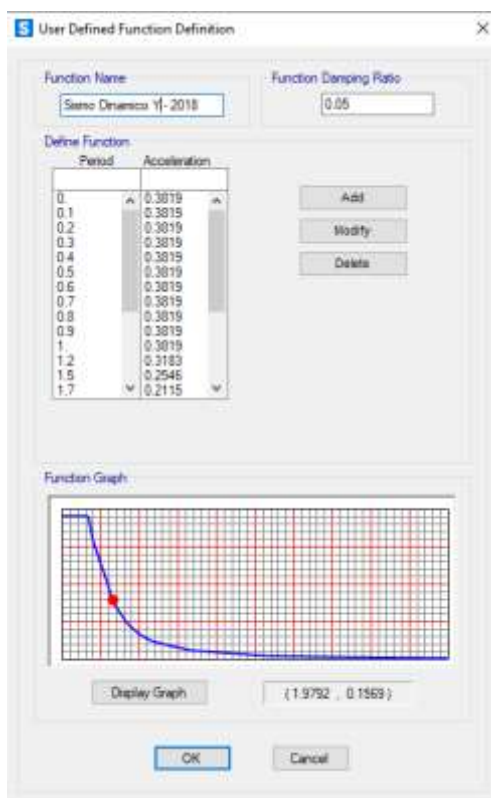 S User Defined Function Definition
Function Name
Function Damping Ratio
Sismo Dinamico Y - 2018
0.05
Define Function
Period Acceleration
0. 0.3819
0.1 0.3819
0.2 0.3819
0.3 0.3819
0.4 0.3819
0.5 0.3819
0.6 0.3819
0.7 0.3819
0.8 0.3819
0.9 0.3819
1. 0.3819
1.2 0.3183
1.5 0.2546
1.7 0.2115
Add
Modify
Delete
Function Graph
Display Graph
(1.9792 , 0.1569)
OK
Cancel